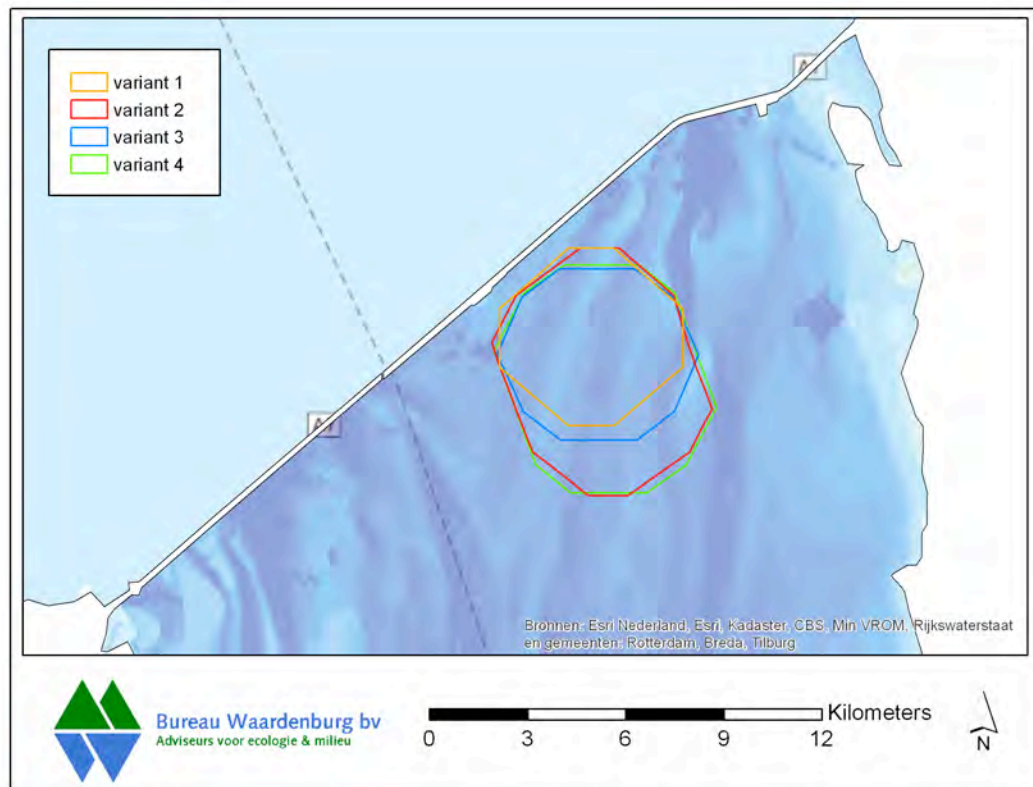 variant 1
variant 2
variant 3
variant 4
A7
A7
Bronnen: Esri Nederland, Esri, Kadaster, CBS, Min VROM, Rijkswaterstaat
en gemeenten: Rotterdam, Breda, Tilburg
Bureau Waardenburg bv
Adviseurs voor ecologie & milieu
Kilometers
0 3 6 9 12
N